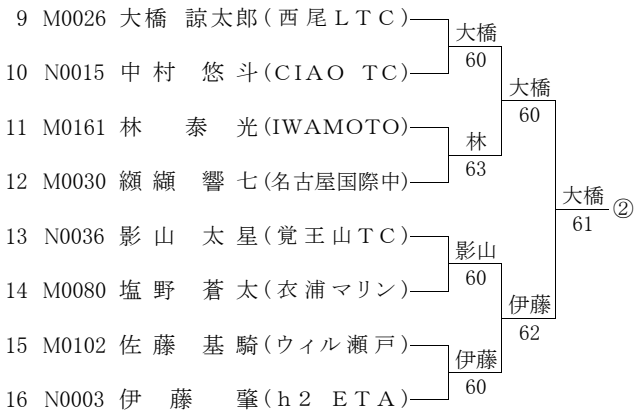 9 M0026 大橋 諒太郎(西尾LTC)
大橋
60
10 N0015 中村 悠斗(CIAO TC)
大橋
60
11 M0161 林 泰光(IWAMOTO)
林
63
12 M0030 纐纈 響七(名古屋国際中)
大橋
61
②
13 N0036 影山 太星(覚王山TC)
影山
60
14 M0080 塩野 蒼太(衣浦マリン)
伊藤
62
15 M0102 佐藤 基騎(ウィル瀬戸)
伊藤
60
16 N0003 伊藤 肇(h2 ETA)